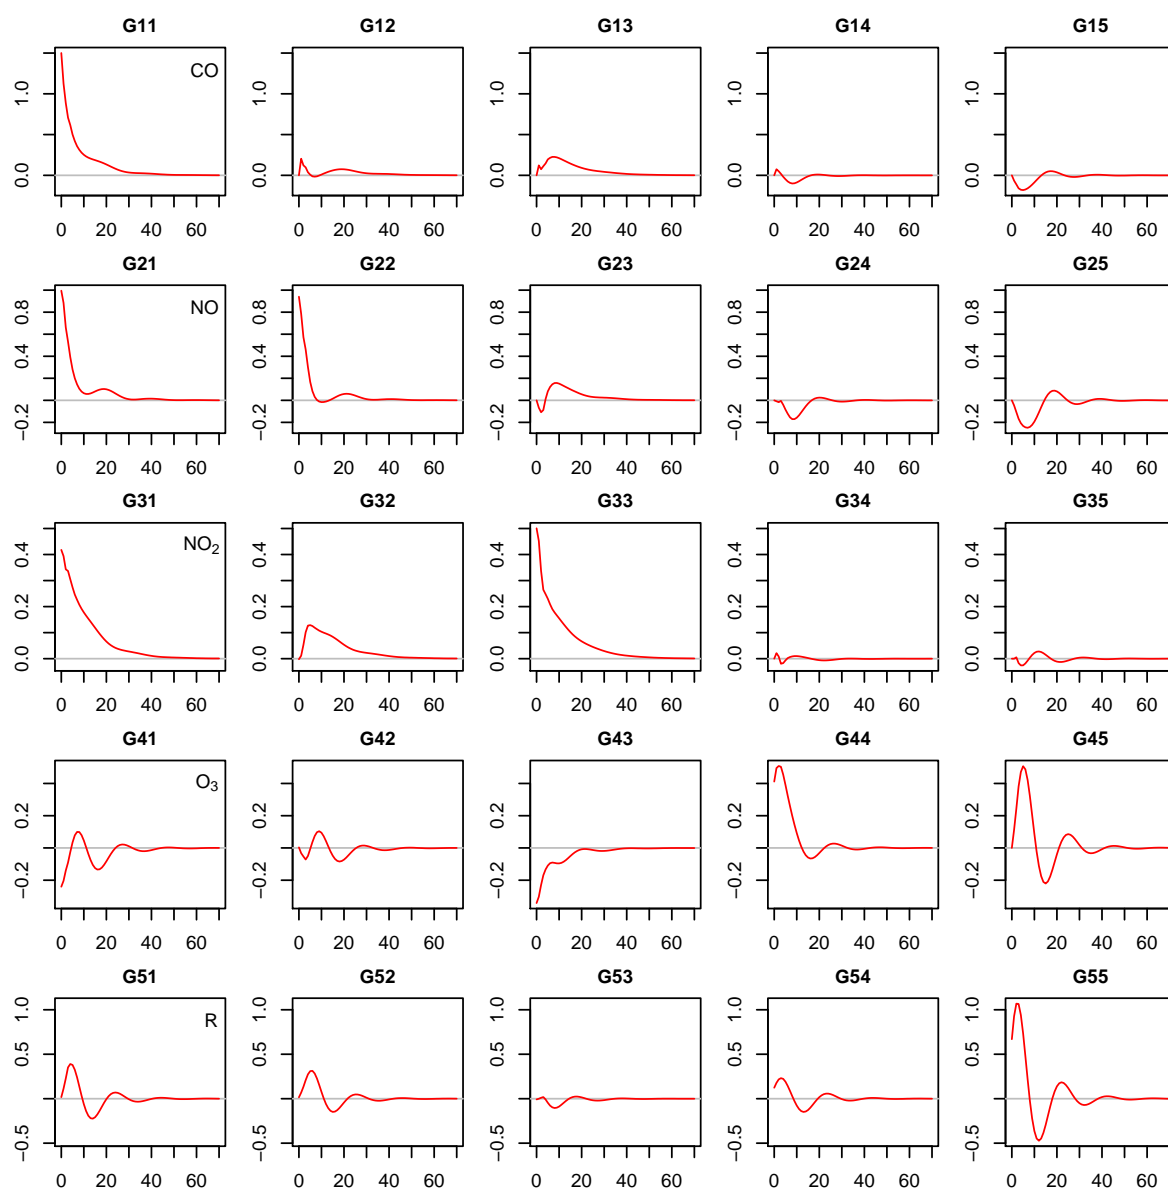 G11 G12 G13 G14 G15
CO
0.0 1.0 0.0 1.0 0.0 1.0 0.0 1.0 0.0 1.0
0 20 40 60 0 20 40 60 0 20 40 60 0 20 40 60 0 20 40 60
G21 G22 G23 G24 G25
NO
−0.2 0.4 0.8 −0.2 0.4 0.8 −0.2 0.4 0.8 −0.2 0.4 0.8 −0.2 0.4 0.8
0 20 40 60 0 20 40 60 0 20 40 60 0 20 40 60 0 20 40 60
G31 G32 G33 G34 G35
NO₂
0.0 0.2 0.4 0.0 0.2 0.4 0.0 0.2 0.4 0.0 0.2 0.4 0.0 0.2 0.4
0 20 40 60 0 20 40 60 0 20 40 60 0 20 40 60 0 20 40 60
G41 G42 G43 G44 G45
O₃
−0.2 0.2 −0.2 0.2 −0.2 0.2 −0.2 0.2 −0.2 0.2
0 20 40 60 0 20 40 60 0 20 40 60 0 20 40 60 0 20 40 60
G51 G52 G53 G54 G55
R
−0.5 0.5 1.0 −0.5 0.5 1.0 −0.5 0.5 1.0 −0.5 0.5 1.0 −0.5 0.5 1.0
0 20 40 60 0 20 40 60 0 20 40 60 0 20 40 60 0 20 40 60